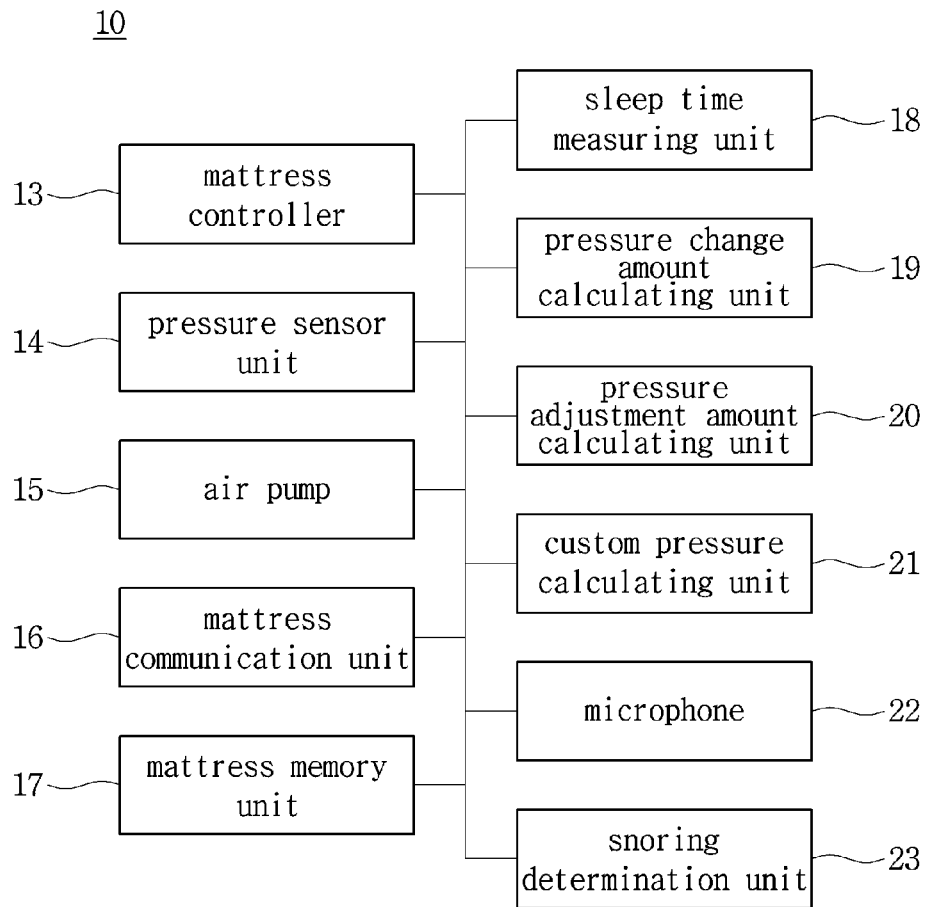 10
13
mattress
controller
14
pressure sensor
unit
15
air pump
16
mattress
communication unit
17
mattress memory
unit
sleep time
measuring unit
18
pressure change
amount
calculating unit
19
pressure
adjustment amount
calculating unit
20
custom pressure
calculating unit
21
microphone
22
snoring
determination unit
23